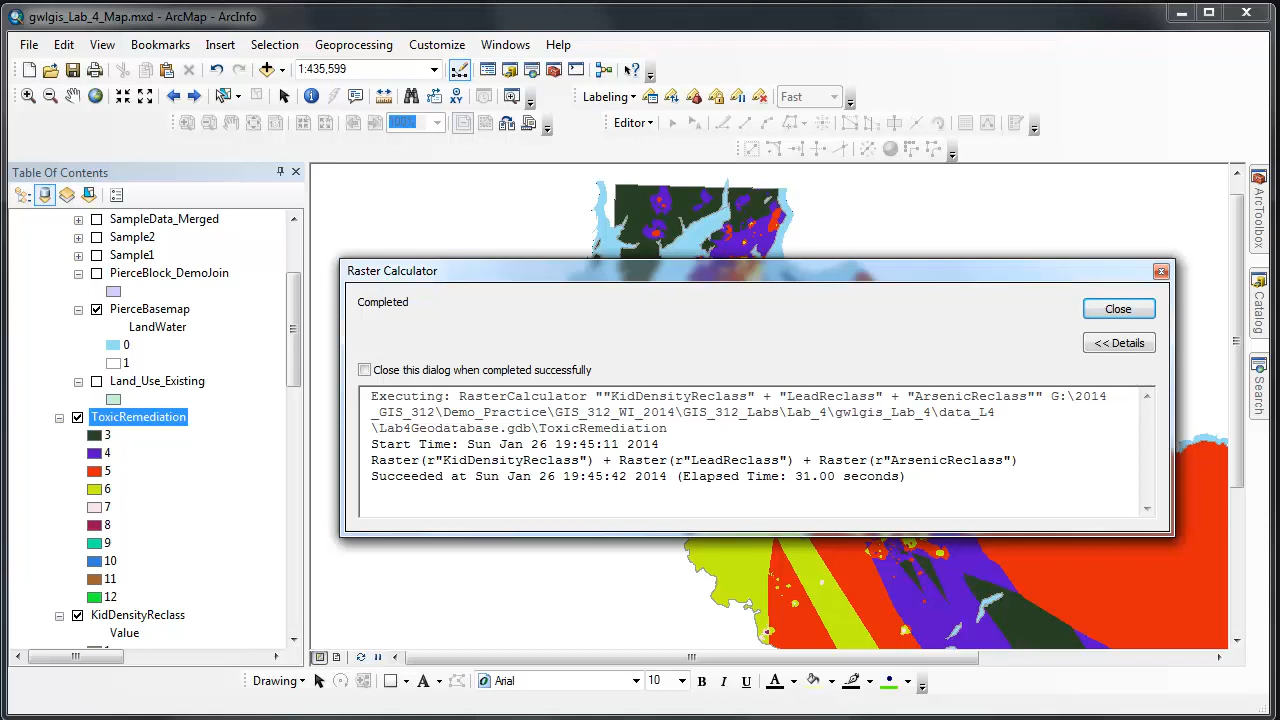 gwlgis_Lab_4_Map.mxd - ArcMap - ArcInfo
File Edit View Bookmarks Insert Selection Geoprocessing Customize Windows Help
1:435,599
Labeling Fast
100% Editor
Table Of Contents
SampleData_Merged
Sample2
Sample1
PierceBlock_DemoJoin
PierceBasemap
LandWater
0
1
Land_Use_Existing
ToxicRemediation
3
4
5
6
7
8
9
10
11
12
KidDensityReclass
Value
Raster Calculator
Completed
Close
<< Details
Close this dialog when completed successfully
Executing: RasterCalculator ""KidDensityReclass" + "LeadReclass" + "ArsenicReclass"" G:\2014
_GIS_312\Demo_Practice\GIS_312_WI_2014\GIS_312_Labs\Lab_4\gwlgis_Lab_4\data_L4
\Lab4Geodatabase.gdb\ToxicRemediation
Start Time: Sun Jan 26 19:45:11 2014
Raster(r"KidDensityReclass") + Raster(r"LeadReclass") + Raster(r"ArsenicReclass")
Succeeded at Sun Jan 26 19:45:42 2014 (Elapsed Time: 31.00 seconds)
ArcToolbox
Catalog
Search
Drawing A Arial 10 B I U A